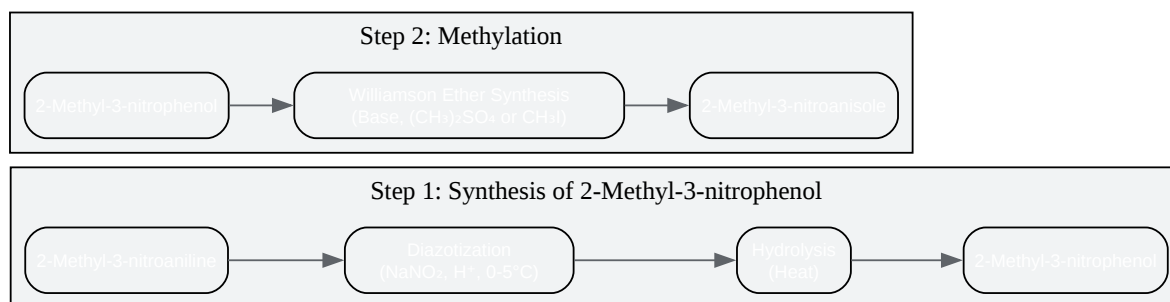 Step 2: Methylation
2-Methyl-3-nitrophenol
Williamson Ether Synthesis
(Base, (CH₃)₂SO₄ or CH₃I)
2-Methyl-3-nitroanisole
Step 1: Synthesis of 2-Methyl-3-nitrophenol
2-Methyl-3-nitroaniline
Diazotization
(NaNO₂, H⁺, 0-5°C)
Hydrolysis
(Heat)
2-Methyl-3-nitrophenol